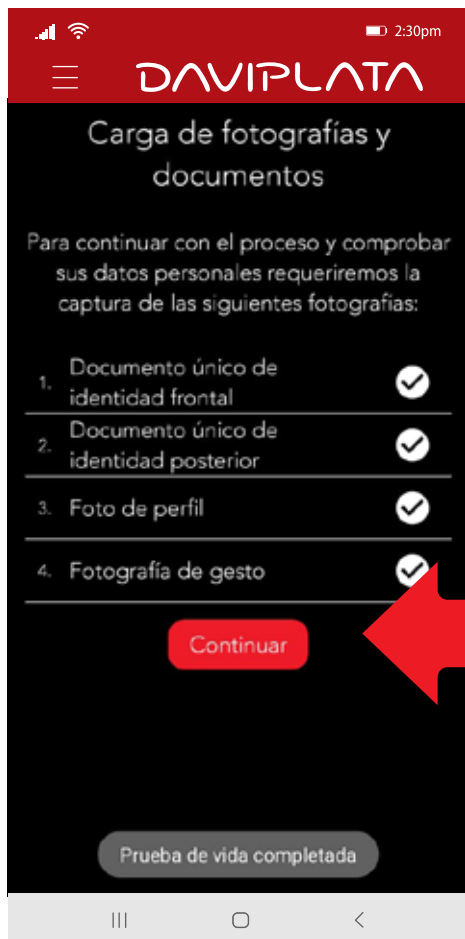 2:30pm
DAVIPLATA
Carga de fotografías y
documentos
Para continuar con el proceso y comprobar
sus datos personales requeriremos la
captura de las siguientes fotografías:
1. Documento único de
identidad frontal
2. Documento único de
identidad posterior
3. Foto de perfil
4. Fotografía de gesto
Continuar
Prueba de vida completada